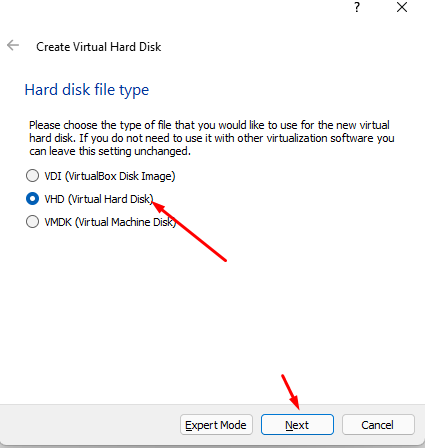 ?
Create Virtual Hard Disk
Hard disk file type
Please choose the type of file that you would like to use for the new virtual
hard disk. If you do not need to use it with other virtualization software you
can leave this setting unchanged.
VDI (VirtualBox Disk Image)
VHD (Virtual Hard Disk)
VMDK (Virtual Machine Disk)
Expert Mode Next Cancel